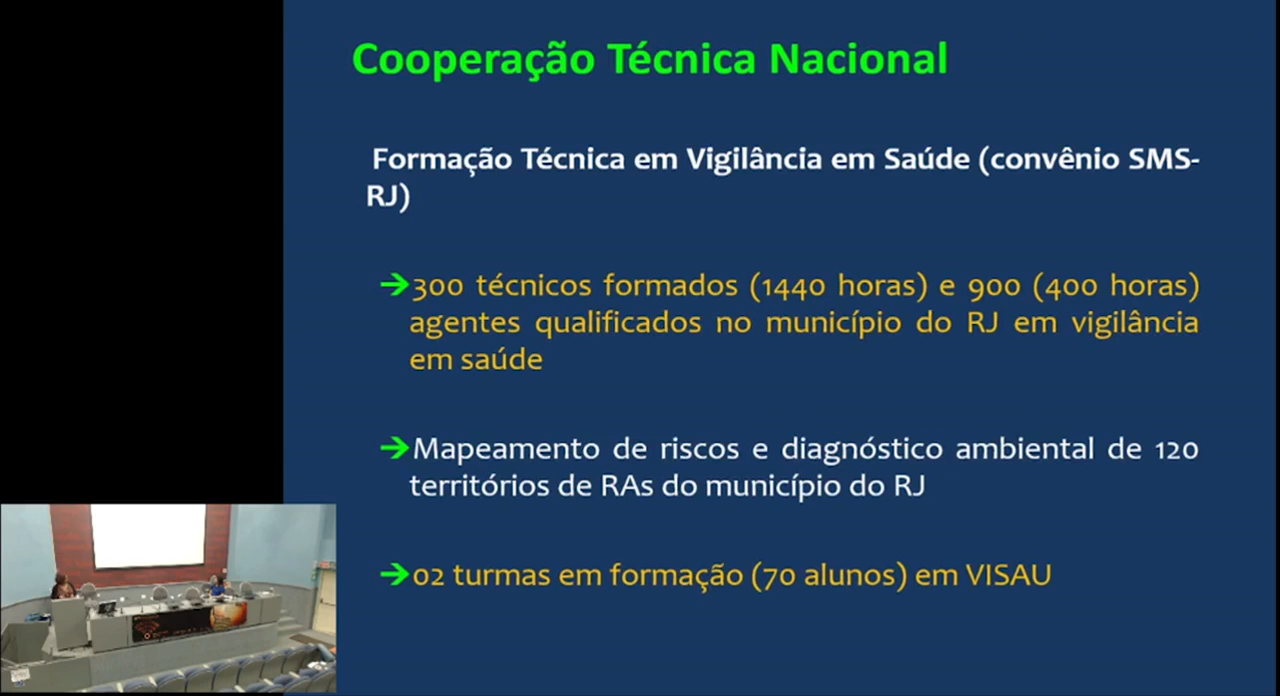 Cooperação Técnica Nacional
Formação Técnica em Vigilância em Saúde (convênio SMS-
RJ)
➔300 técnicos formados (1440 horas) e 900 (400 horas)
agentes qualificados no município do RJ em vigilância
em saúde
➔Mapeamento de riscos e diagnóstico ambiental de 120
territórios de RAs do município do RJ
➔02 turmas em formação (70 alunos) em VISAU